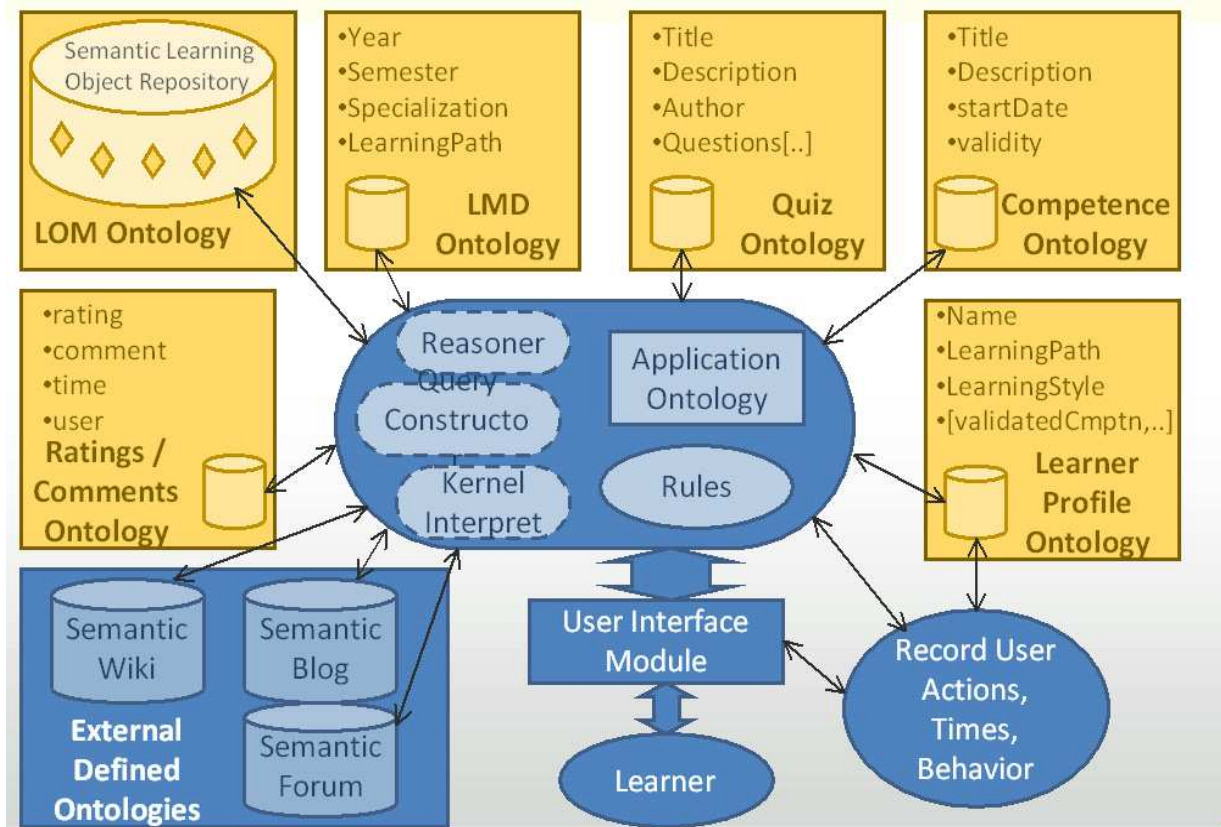 Semantic Learning
Object Repository
LOM Ontology
•Year
•Semester
•Specialization
•LearningPath
LMD
Ontology
•Title
•Description
•Author
•Questions[..]
Quiz
Ontology
•Title
•Description
•startDate
•validity
Competence
Ontology
•rating
•comment
•time
•user
Ratings /
Comments
Ontology
Reasoner
Query
Constructo
Kernel
Interpret
Application
Ontology
Rules
•Name
•LearningPath
•LearningStyle
•[validatedCmptn,..]
Learner
Profile
Ontology
Semantic
Wiki
Semantic
Blog
Semantic
Forum
External
Defined
Ontologies
User Interface
Module
Learner
Record User
Actions,
Times,
Behavior